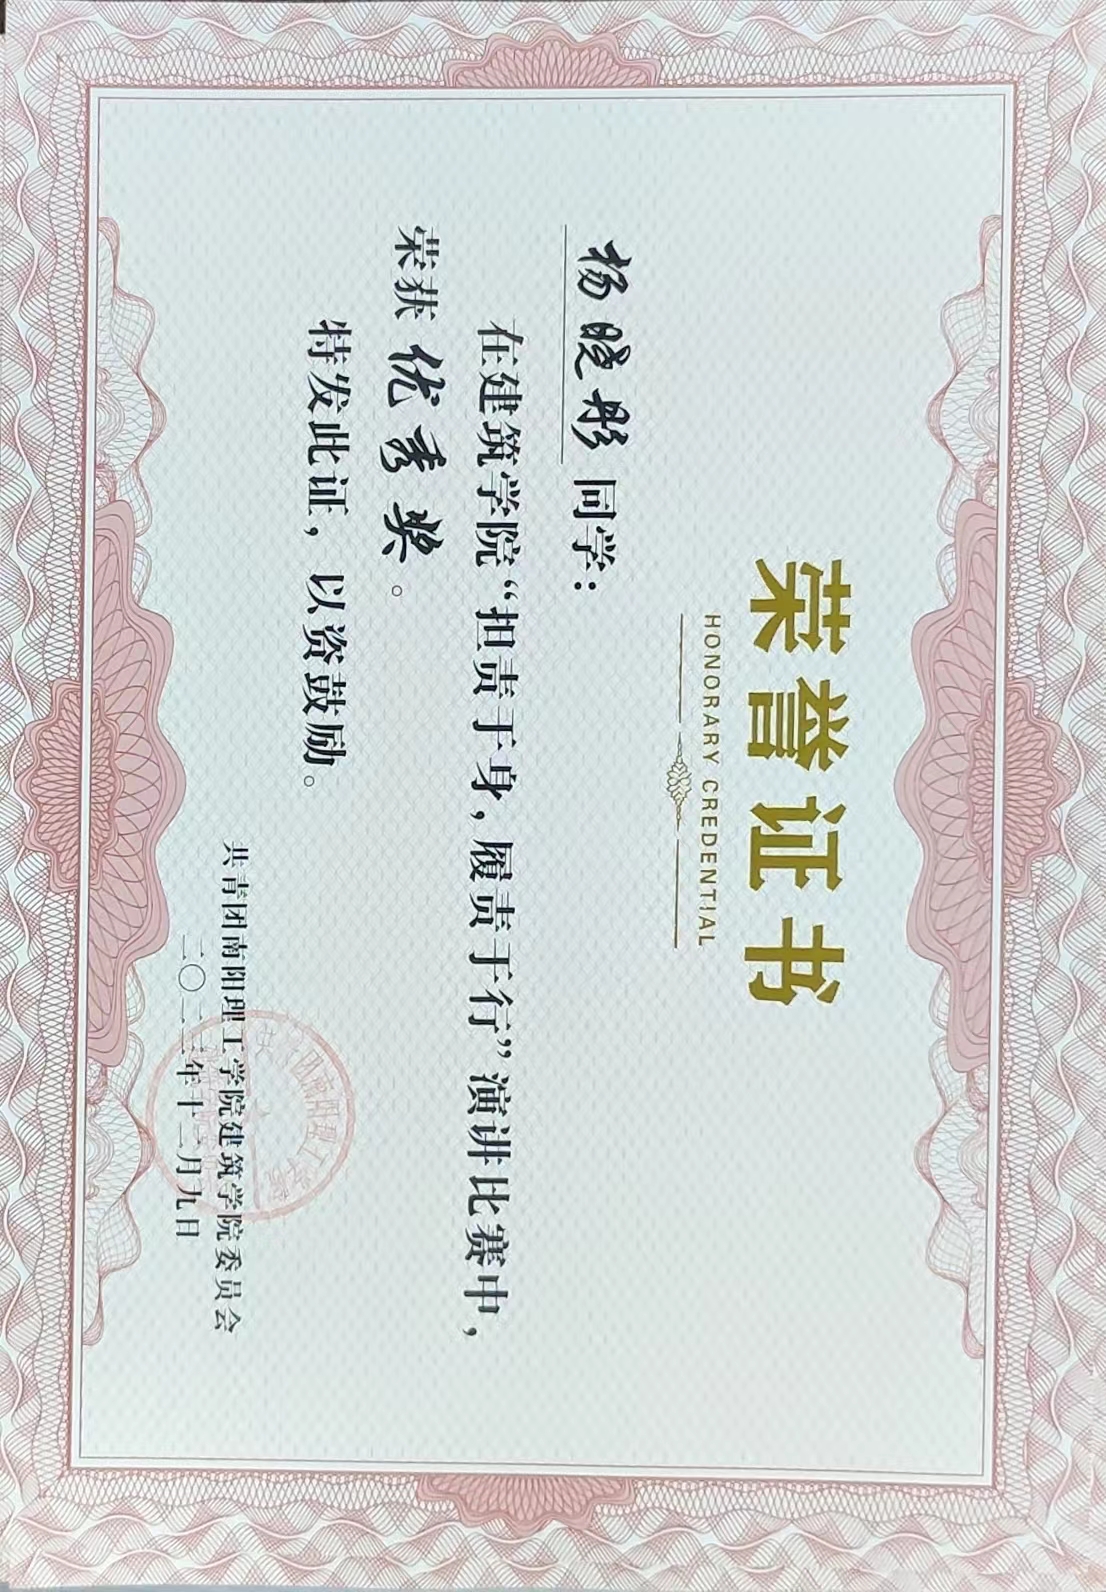 荣誉证书
HONORARY CREDENTIAL
杨晓彤 同学：
在建筑学院“担责于身，履责于行”演讲比赛中，
荣获 优秀奖 。
特发此证，以资鼓励。
共青团南阳理工学院建筑学院委员会
二〇二三年十二月九日